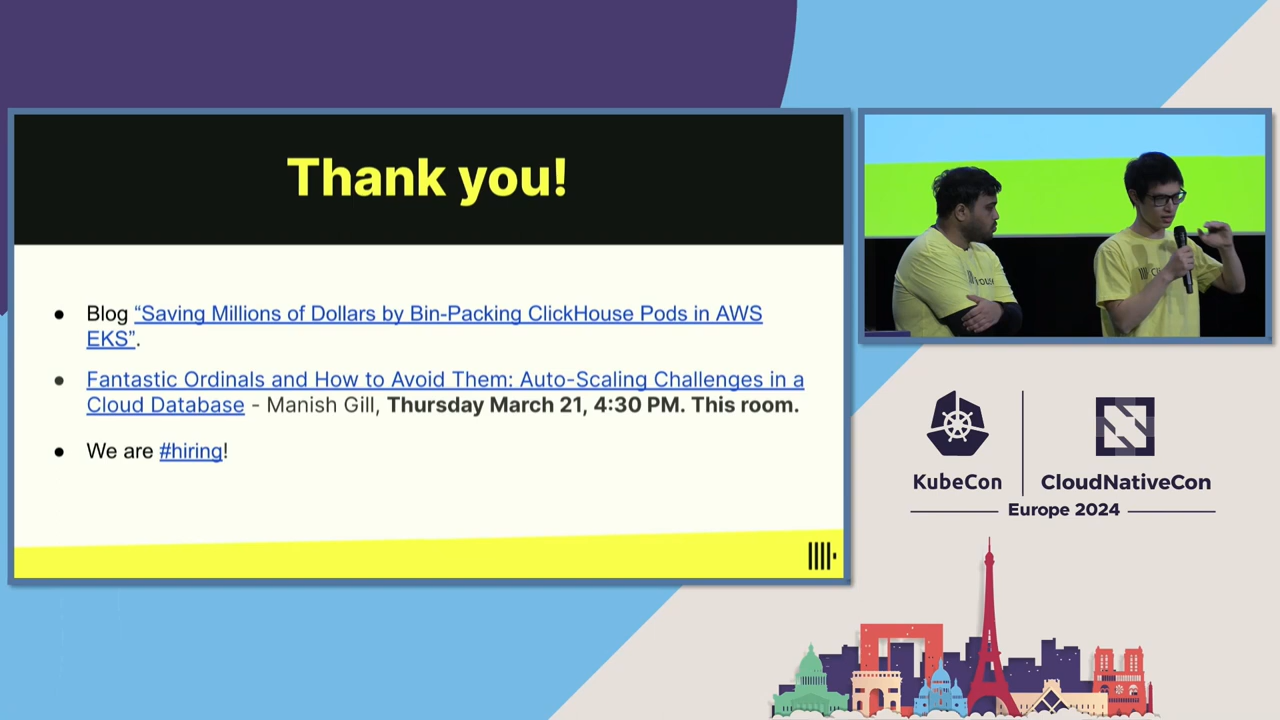 Thank you!
Blog “Saving Millions of Dollars by Bin-Packing ClickHouse Pods in AWS
EKS”.
Fantastic Ordinals and How to Avoid Them: Auto-Scaling Challenges in a
Cloud Database - Manish Gill, Thursday March 21, 4:30 PM. This room.
We are #hiring!
KubeCon
CloudNativeCon
Europe 2024